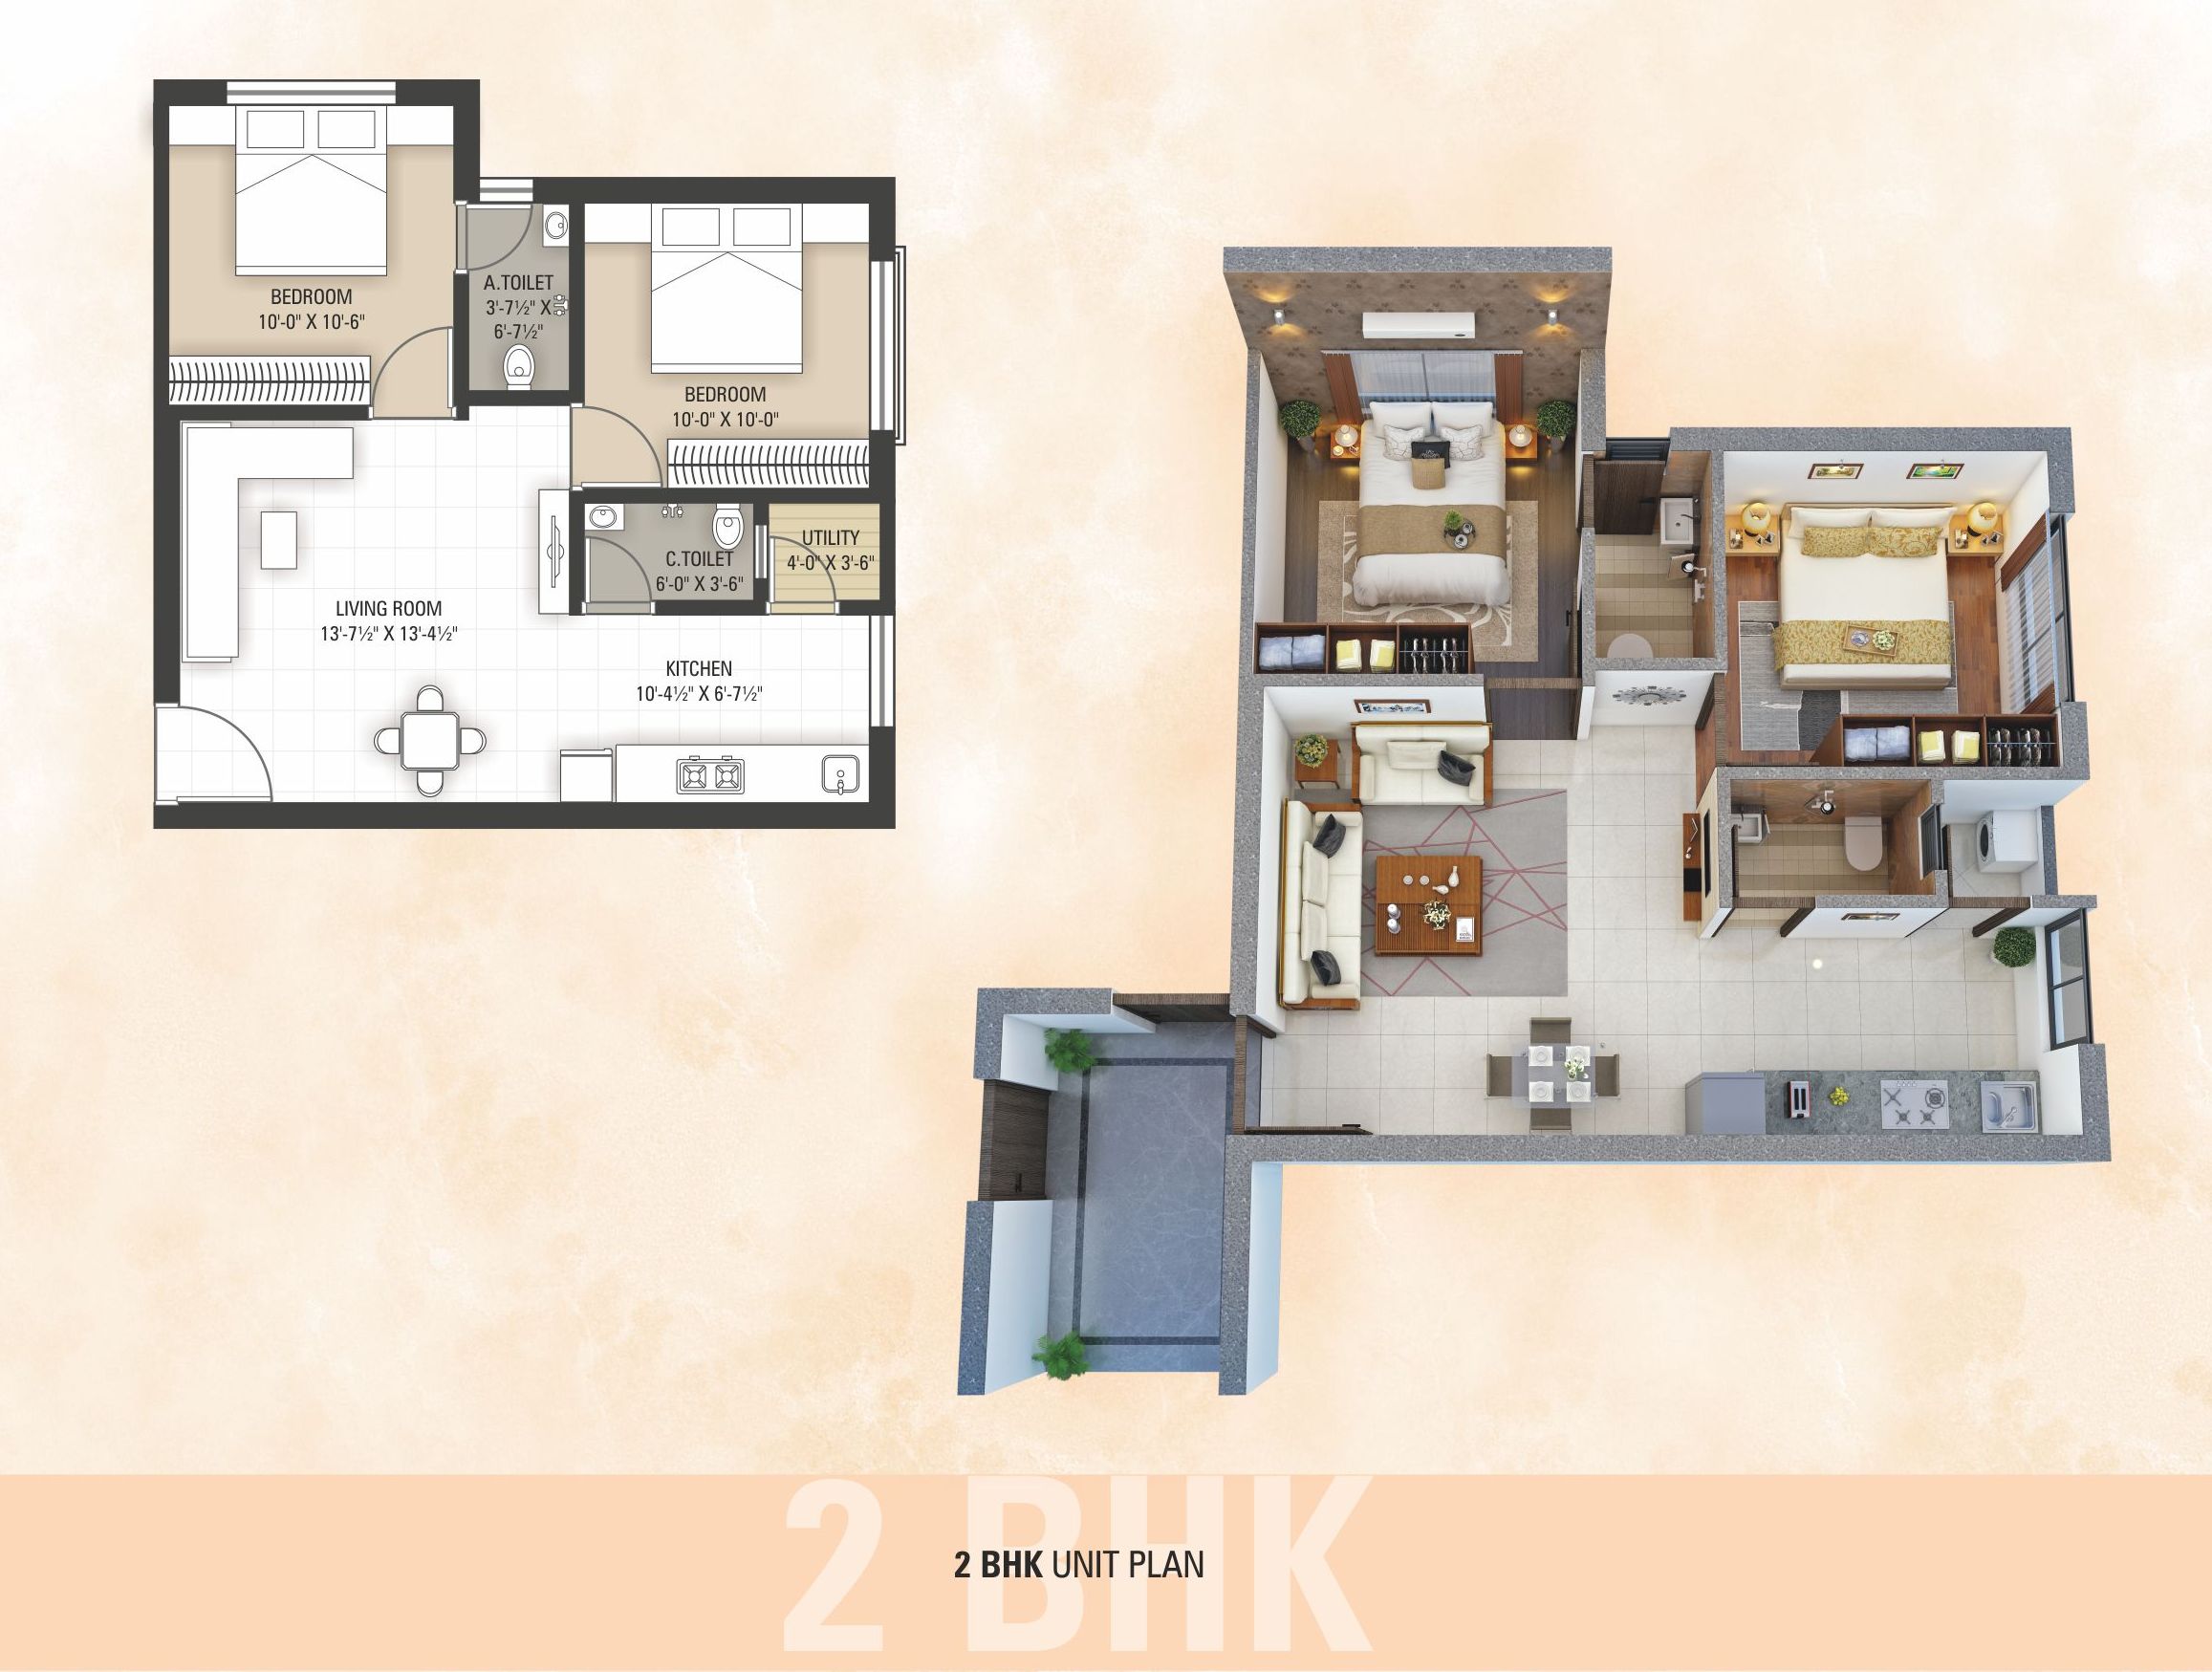 BEDROOM
10'-0" X 10'-6"
A.TOILET
3'-7½" X
6'-7½"
BEDROOM
10'-0" X 10'-0"
UTILITY
4'-0" X 3'-6"
C.TOILET
6'-0" X 3'-6"
LIVING ROOM
13'-7½" X 13'-4½"
KITCHEN
10'-4½" X 6'-7½"
2 BHK
2 BHK UNIT PLAN